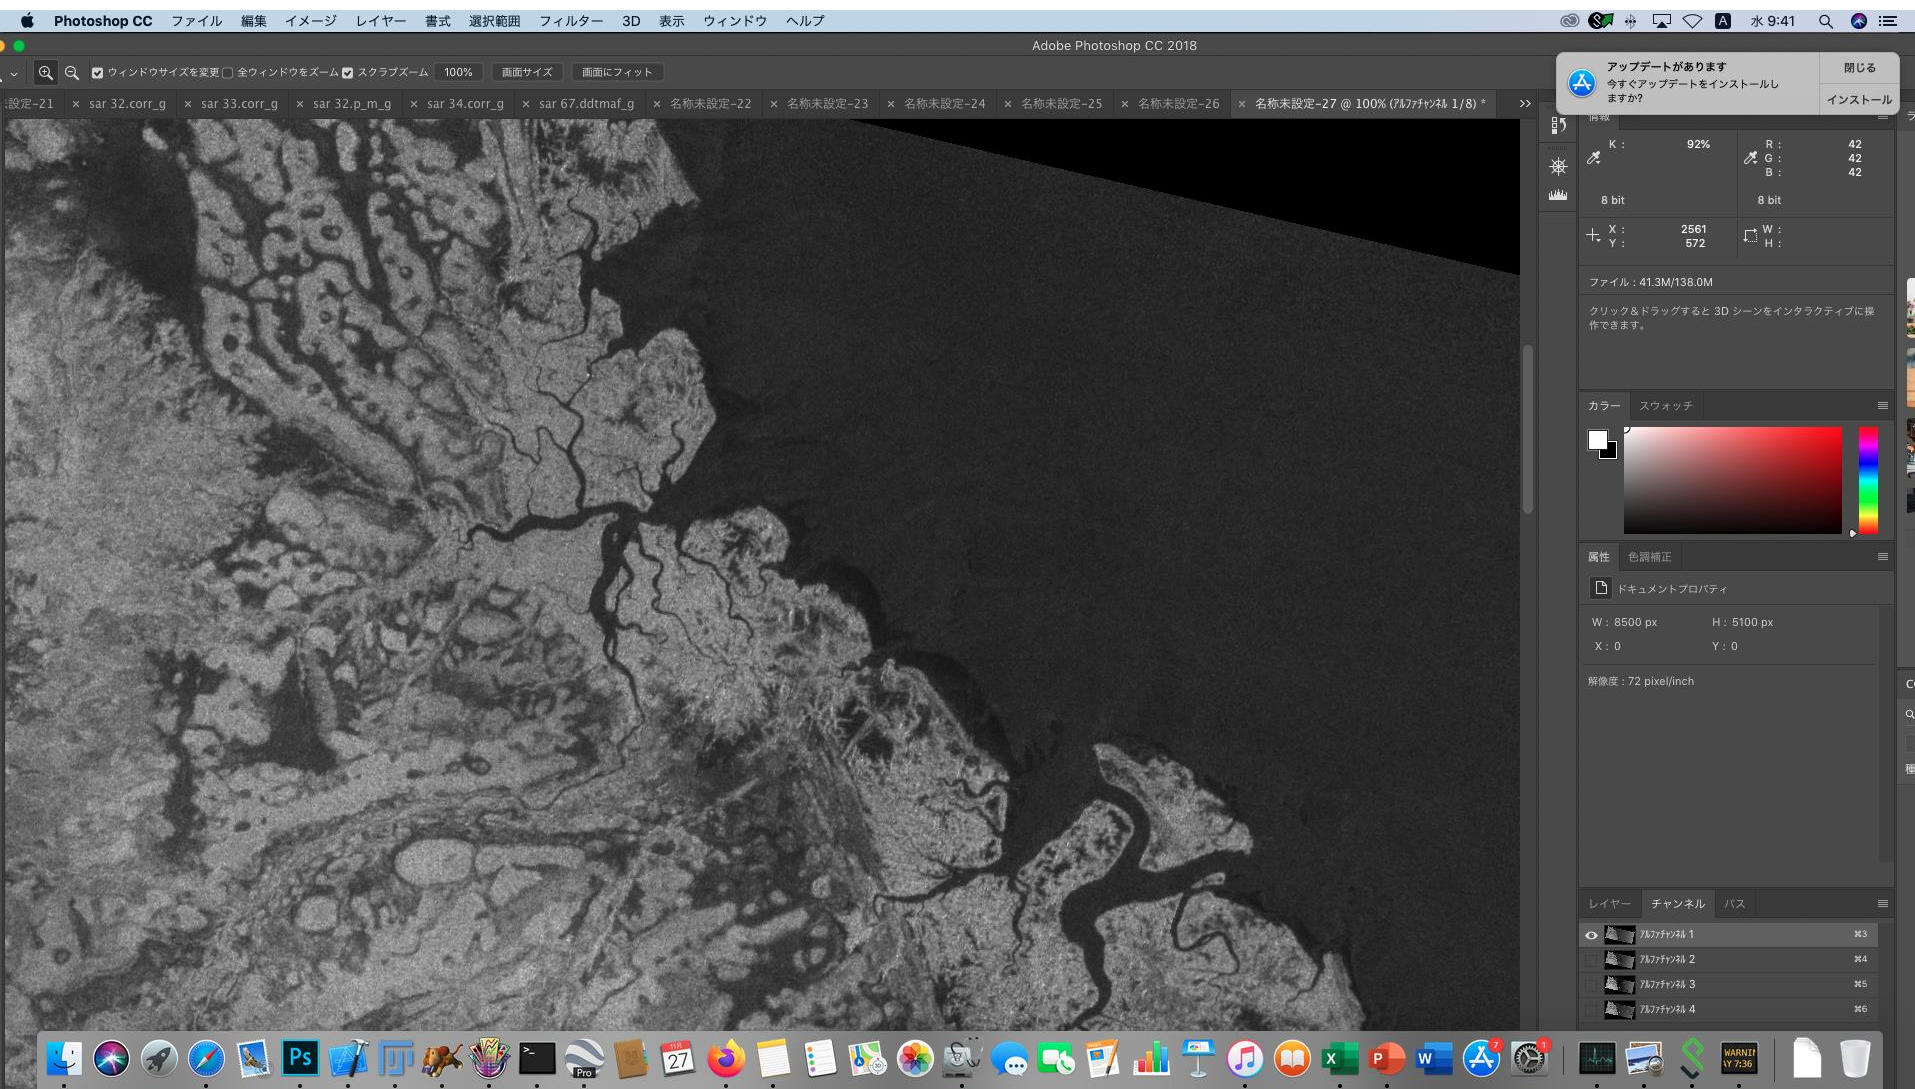 Photoshop CC ファイル 編集 イメージ レイヤー 書式 選択範囲 フィルター 3D 表示 ウィンドウ ヘルプ A 水 9:41
Adobe Photoshop CC 2018
ウィンドウサイズを変更 全ウィンドウをズーム スクラブズーム 100% 画面サイズ 画面にフィット
アップデートがあります
今すぐアップデートをインストールし
ますか?
閉じる
インストール
設定-21 × sar 32.corr_g × sar 33.corr_g × sar 32.p_m_g × sar 34.corr_g × sar 67.ddtmaf_g × 名称未設定-22 × 名称未設定-23 × 名称未設定-24 × 名称未設定-25 × 名称未設定-26 × 名称未設定-27 @ 100% (アルファチャンネル 1/8) * >>
情報
K : 92%
R : 42
G : 42
B : 42
8 bit 8 bit
X : 2561
Y : 572
W :
H :
ファイル : 41.3M/138.0M
クリック＆ドラッグすると 3D シーンをインタラクティブに操
作できます。
カラー スウォッチ
属性 色調補正
ドキュメントプロパティ
W : 8500 px H : 5100 px
X : 0 Y : 0
解像度 : 72 pixel/inch
レイヤー チャンネル パス
アルファチャンネル 1 ⌘3
アルファチャンネル 2 ⌘4
アルファチャンネル 3 ⌘5
アルファチャンネル 4 ⌘6
Ps
Pro
11月
27
X
P
W
7
1
WARNIN
AY 7:36